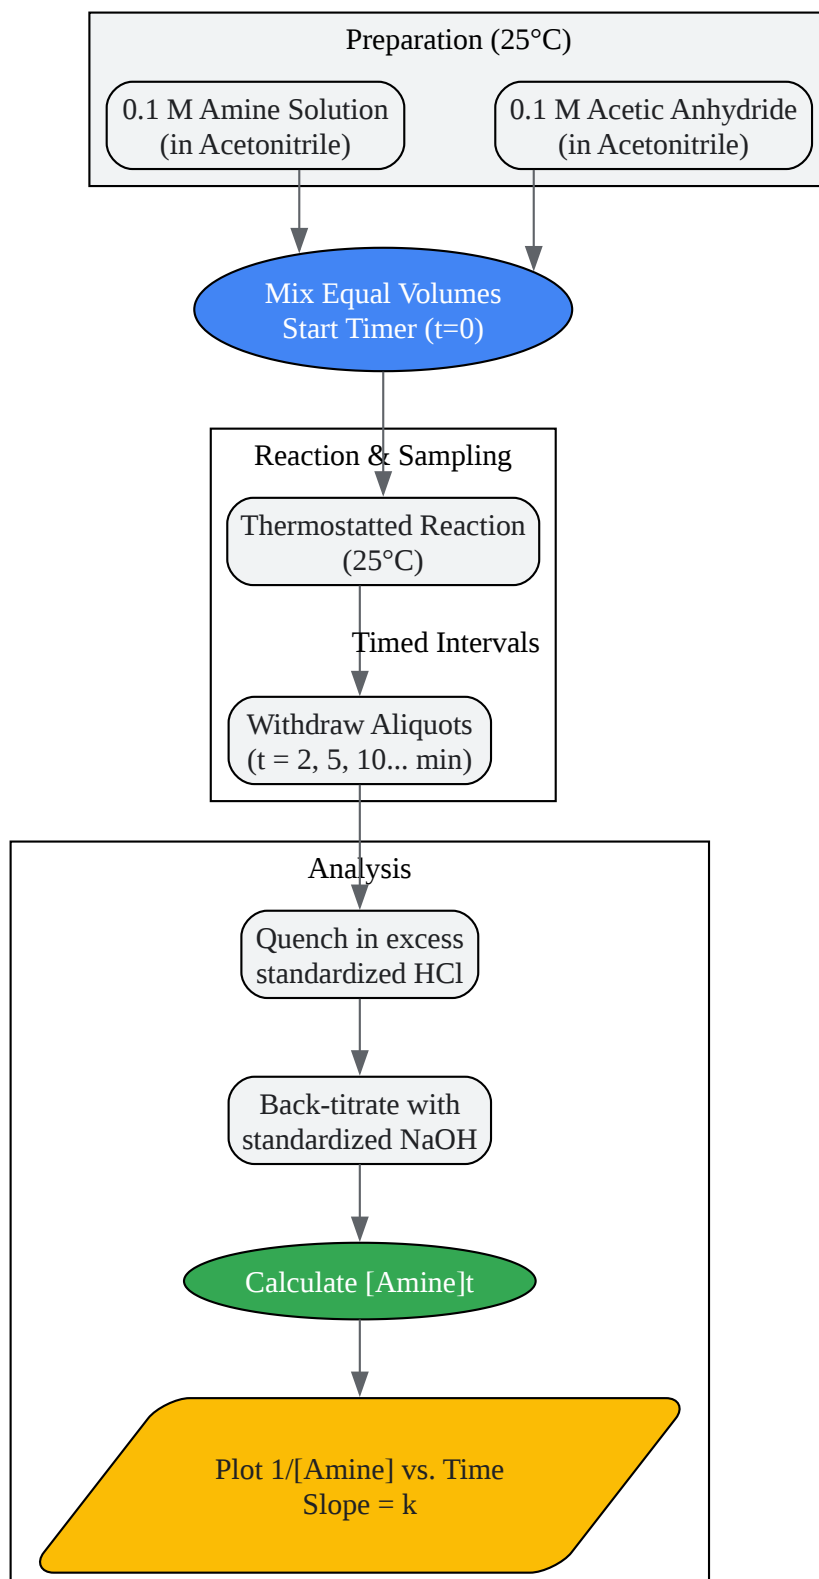 Preparation (25°C)
0.1 M Amine Solution
(in Acetonitrile)
0.1 M Acetic Anhydride
(in Acetonitrile)
Mix Equal Volumes
Start Timer (t=0)
Reaction & Sampling
Thermostatted Reaction
(25°C)
Timed Intervals
Withdraw Aliquots
(t = 2, 5, 10... min)
Analysis
Quench in excess
standardized HCl
Back-titrate with
standardized NaOH
Calculate [Amine]t
Plot 1/[Amine] vs. Time
Slope = k